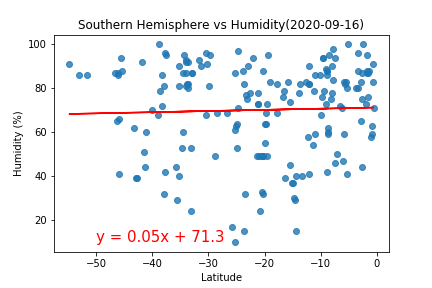 Southern Hemisphere vs Humidity(2020-09-16)
Humidity (%)
100
80
60
40
20
y = 0.05x + 71.3
−50
−40
−30
−20
−10
0
Latitude